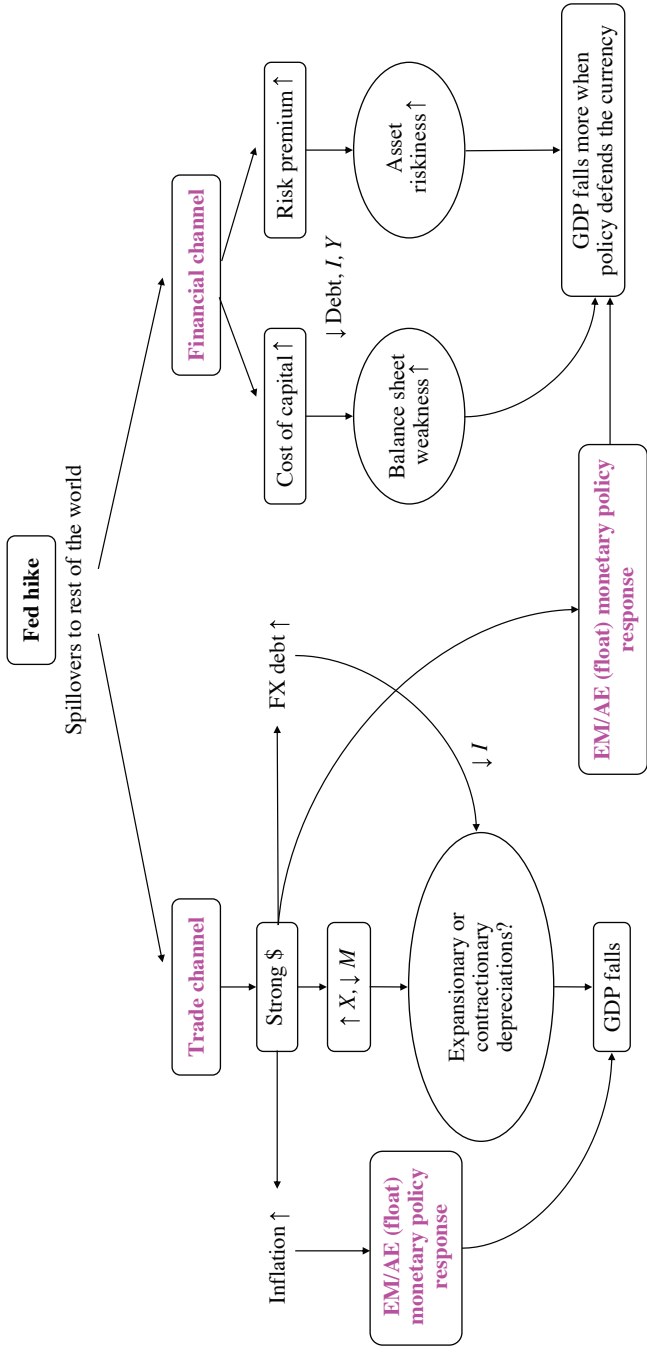 Fed hike
Spillovers to rest of the world
Trade channel
Financial channel
Inflation ↑
Strong $
FX debt ↑
Cost of capital ↑
Risk premium ↑
↑ X, ↓ M
↓ Debt, I, Y
EM/AE (float)
monetary policy
response
Expansionary or
contractionary
depreciations?
↓ I
Balance sheet
weakness ↑
Asset
riskiness ↑
GDP falls
EM/AE (float) monetary policy
response
GDP falls more when
policy defends the currency